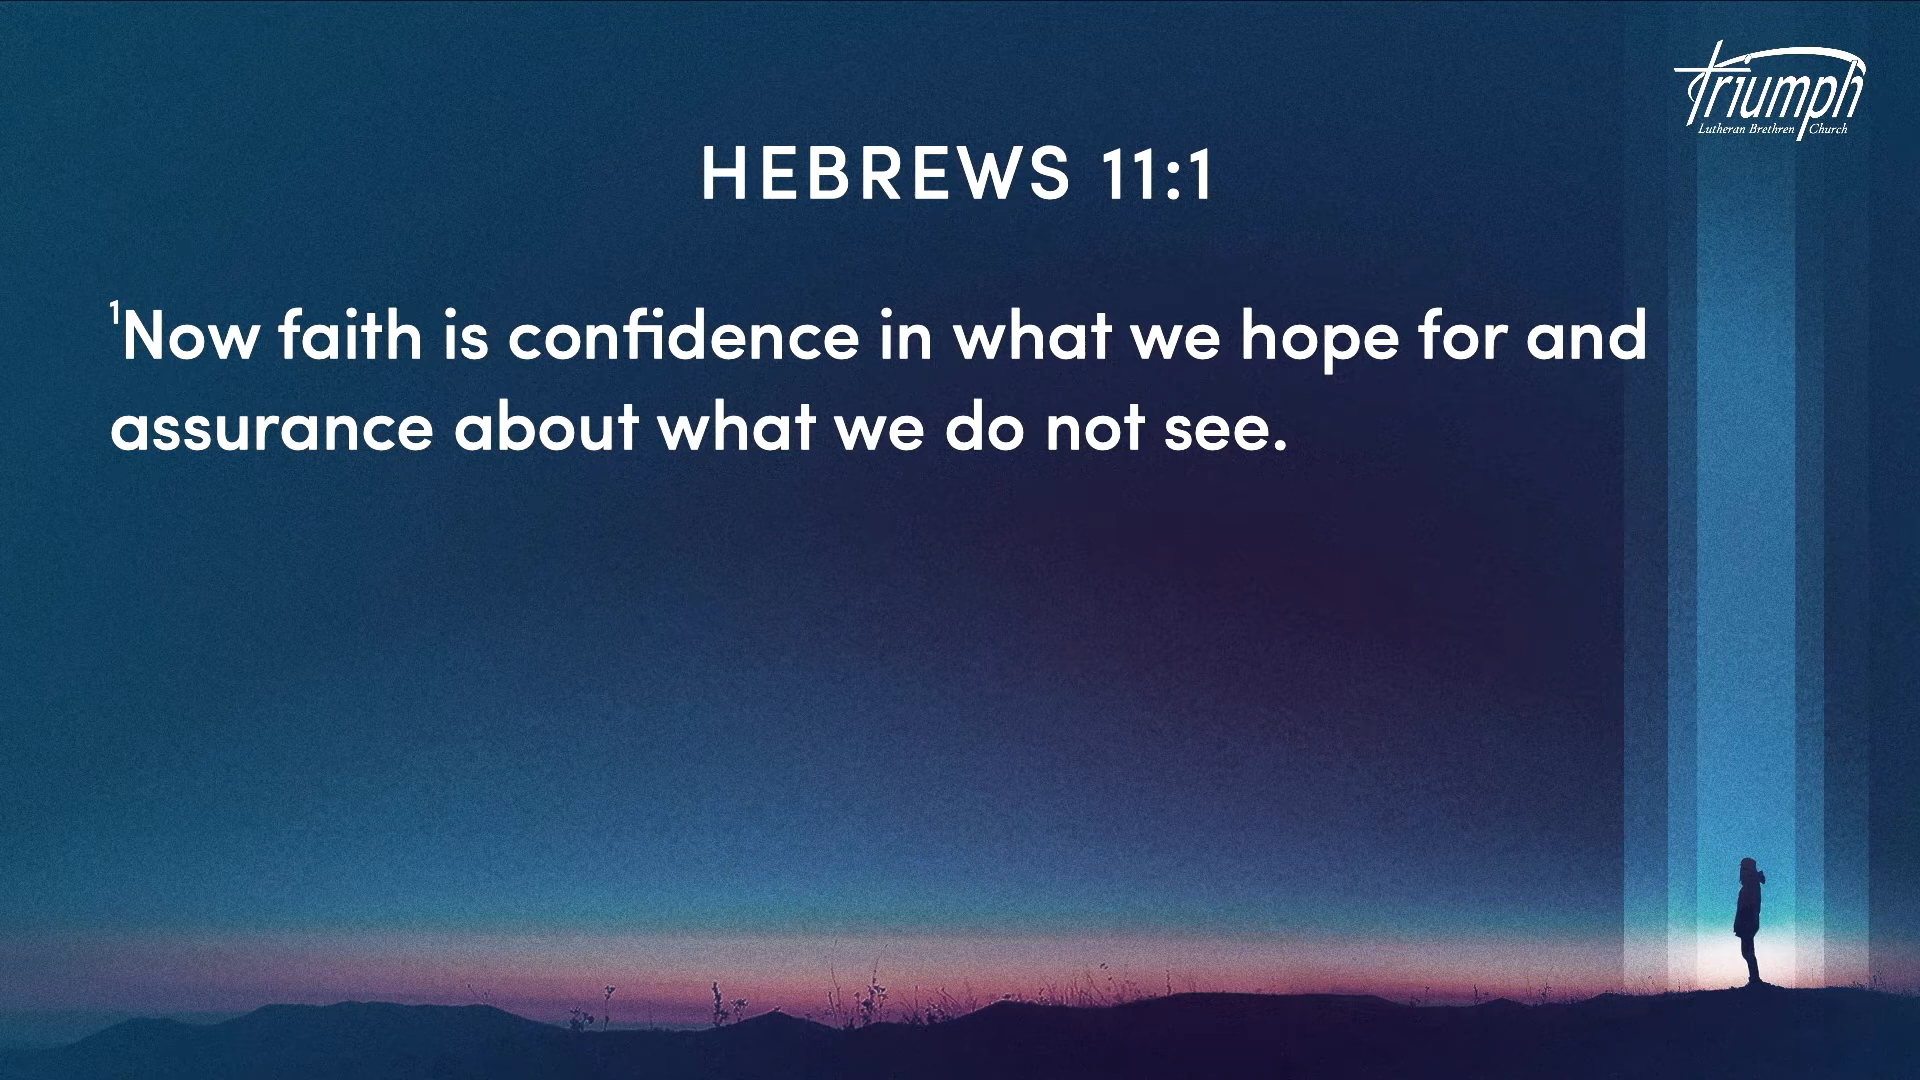 triumph
Lutheran Brethren Church
HEBREWS 11:1
¹Now faith is confidence in what we hope for and
assurance about what we do not see.